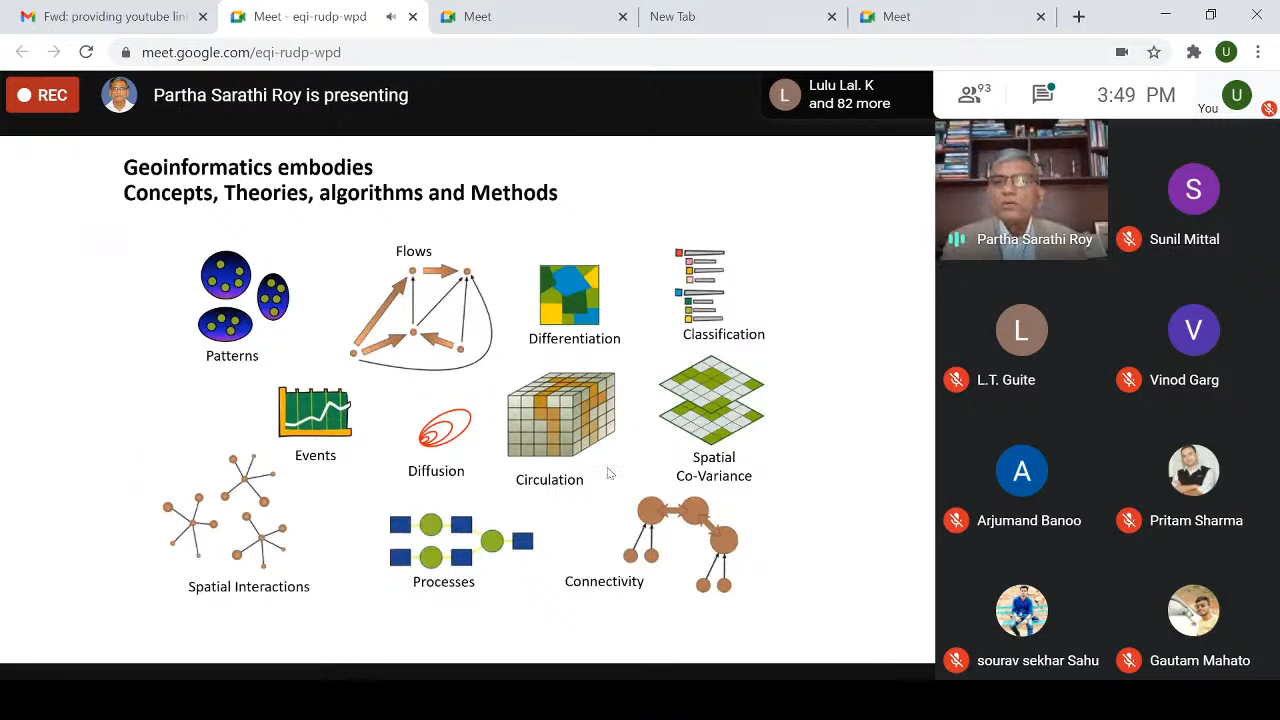 Fwd: providing youtube lin
Meet - eqi-rudp-wpd
Meet
New Tab
Meet
meet.google.com/eqi-rudp-wpd
U
REC
Partha Sarathi Roy is presenting
L
Lulu Lal. K
and 82 more
93
3:49 PM
You
U
Geoinformatics embodies
Concepts, Theories, algorithms and Methods
Patterns
Flows
Differentiation
Classification
Events
Diffusion
Circulation
Spatial
Co-Variance
Spatial Interactions
Processes
Connectivity
Partha Sarathi Roy
S
Sunil Mittal
L
L.T. Guite
V
Vinod Garg
A
Arjumand Banoo
Pritam Sharma
sourav sekhar Sahu
Gautam Mahato